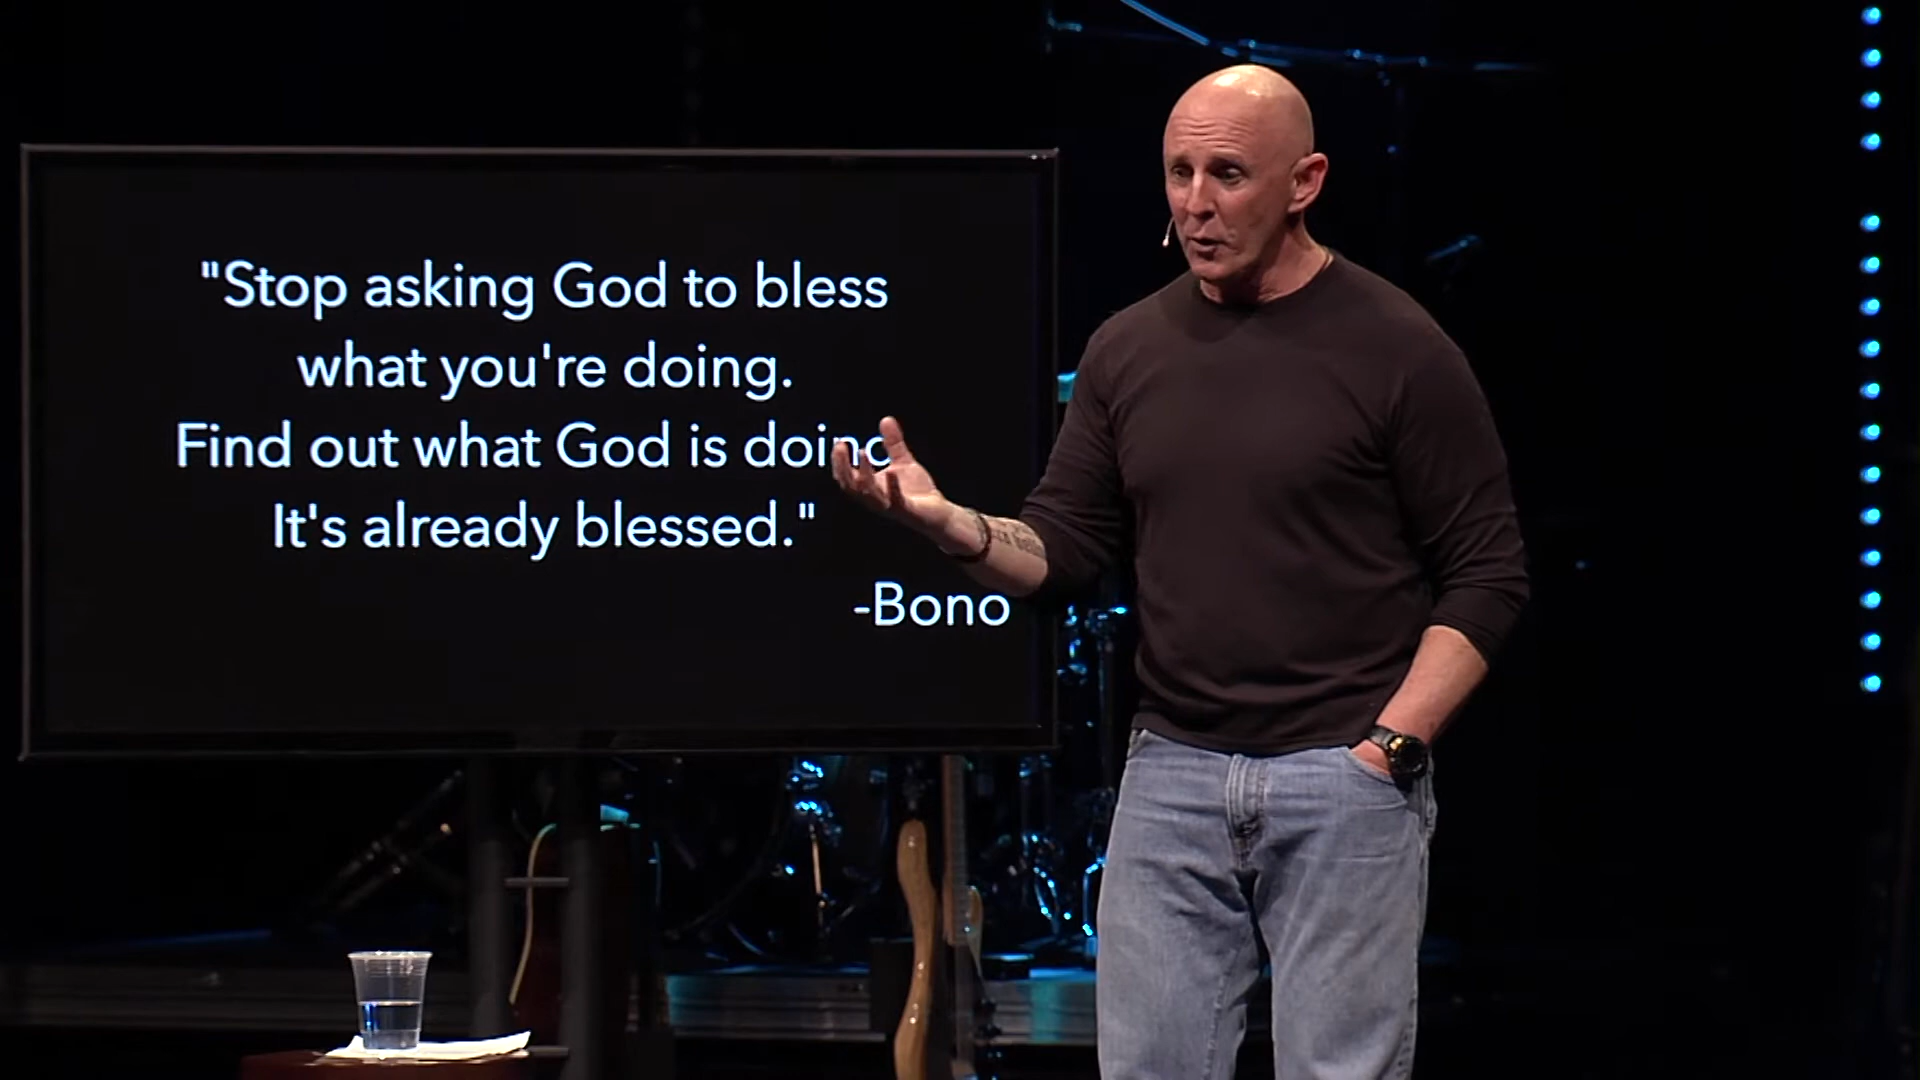 "Stop asking God to bless
what you're doing.
Find out what God is doing
It's already blessed."
-Bono